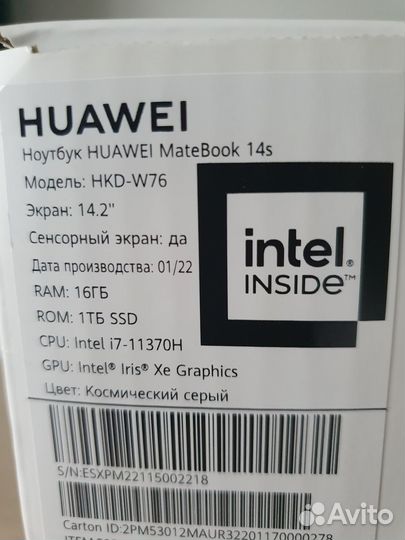 HUAWEI
Ноутбук HUAWEI MateBook 14s
Модель: HKD-W76
Экран: 14.2"
Сенсорный экран: да
Дата производства: 01/22
RAM: 16ГБ
ROM: 1ТБ SSD
CPU: Intel i7-11370H
GPU: Intel® Iris® Xe Graphics
Цвет: Космический серый
intel®
INSIDE™
S/N:ESXPM22115002218
Carton ID:2PM53012MAUR32201170000278
Avito